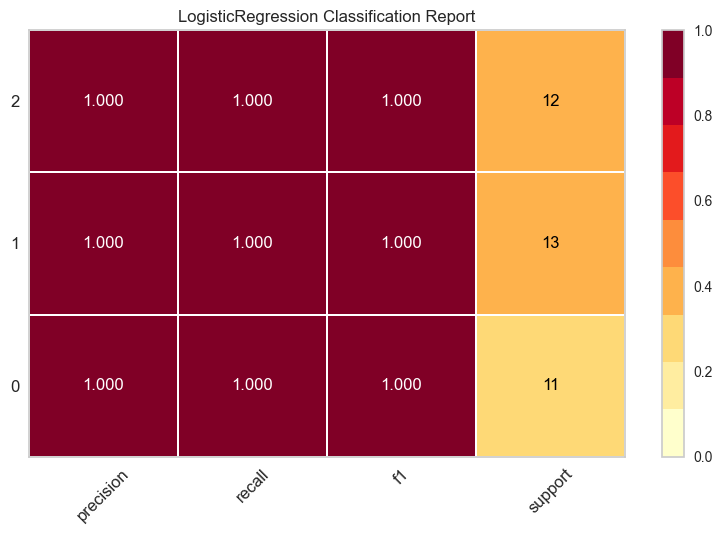 LogisticRegression Classification Report
2 1.000 1.000 1.000 12
1 1.000 1.000 1.000 13
0 1.000 1.000 1.000 11
precision recall f1 support
1.0
0.8
0.6
0.4
0.2
0.0